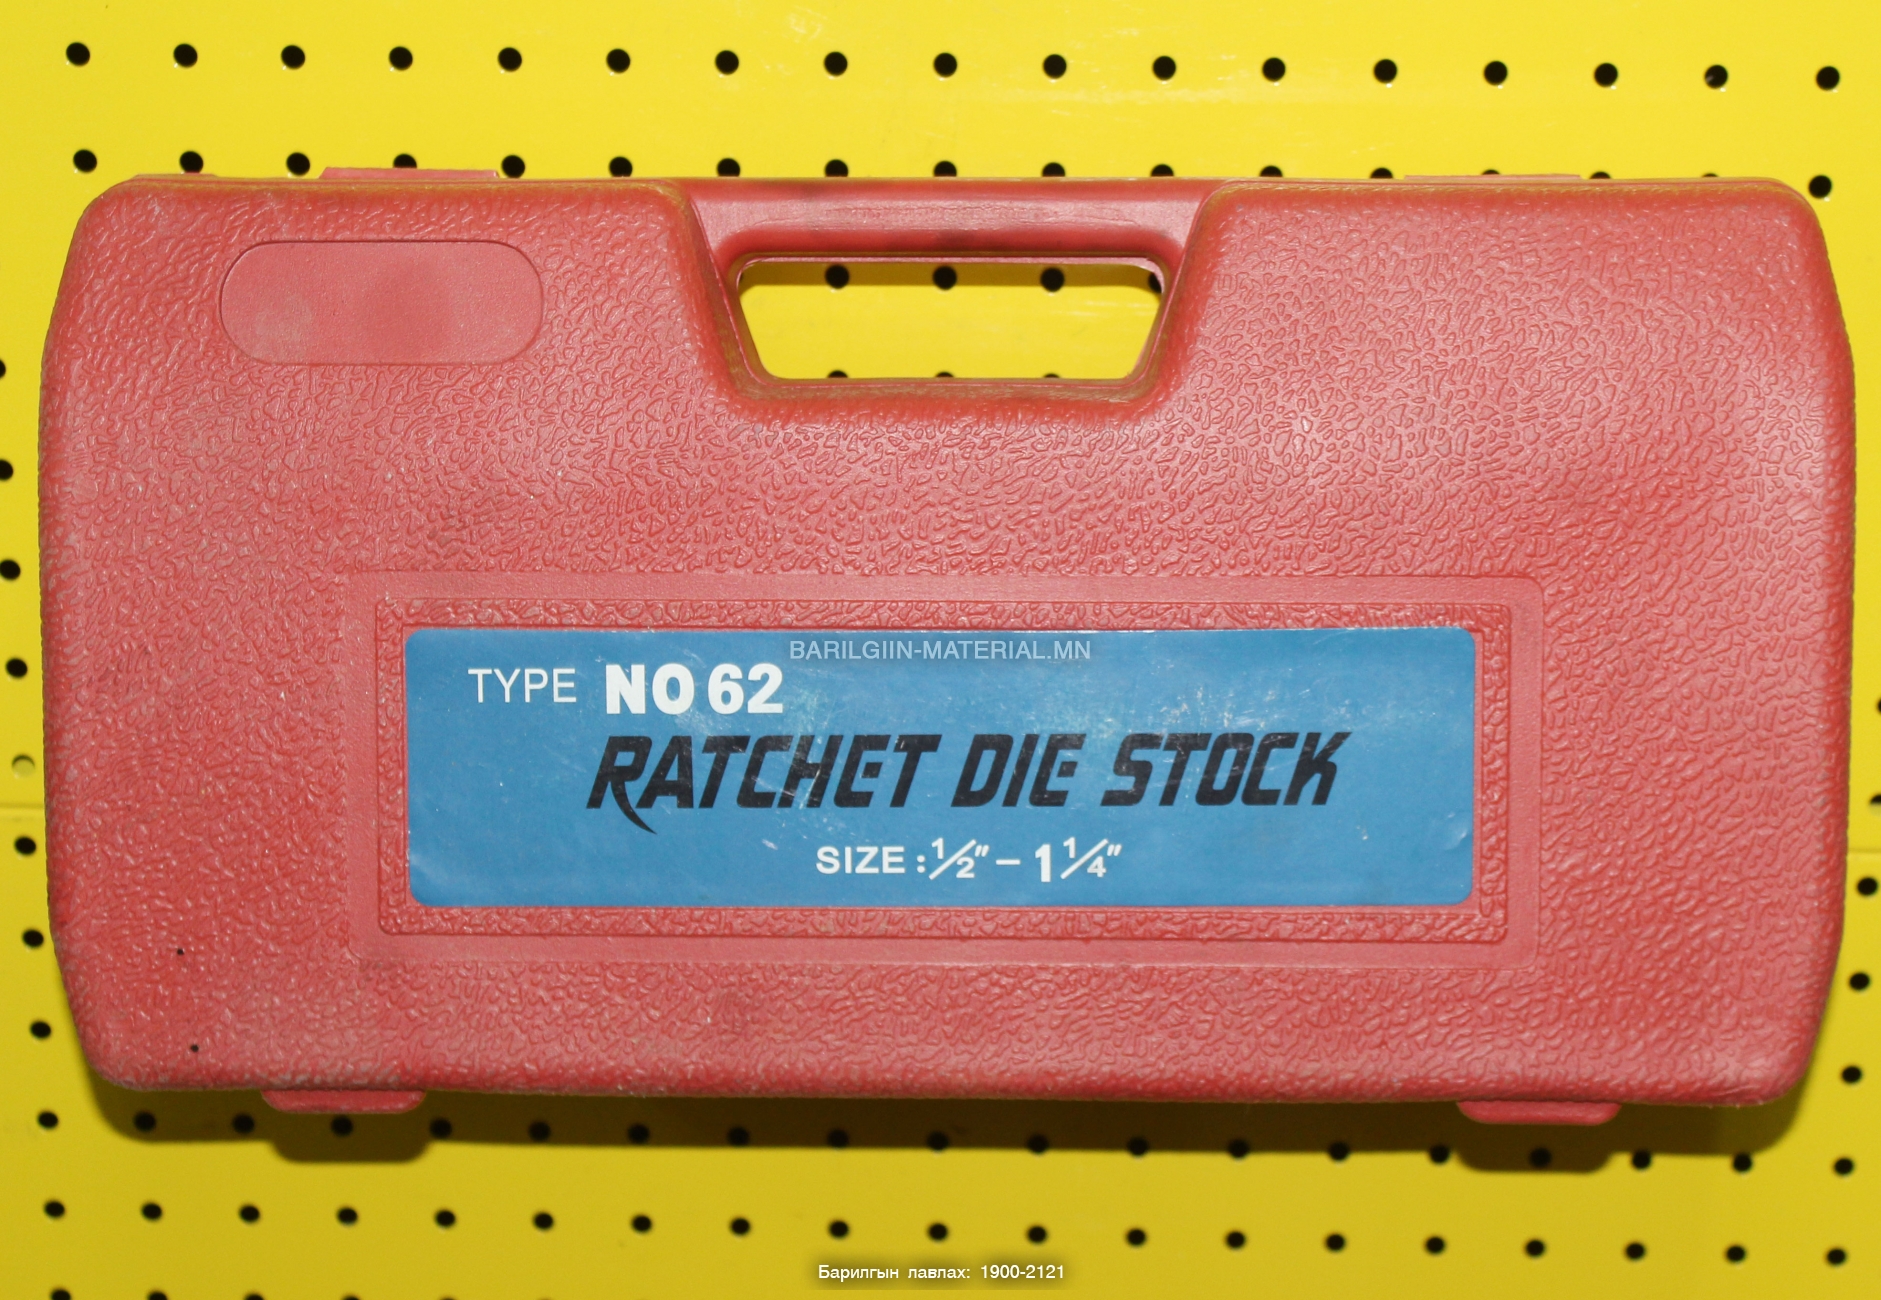 BARILGIIN-MATERIAL.MN
TYPE NO 62
RATCHET DIE STOCK
SIZE : 1/2" – 1 1/4"
Барилгын лавлах: 1900-2121